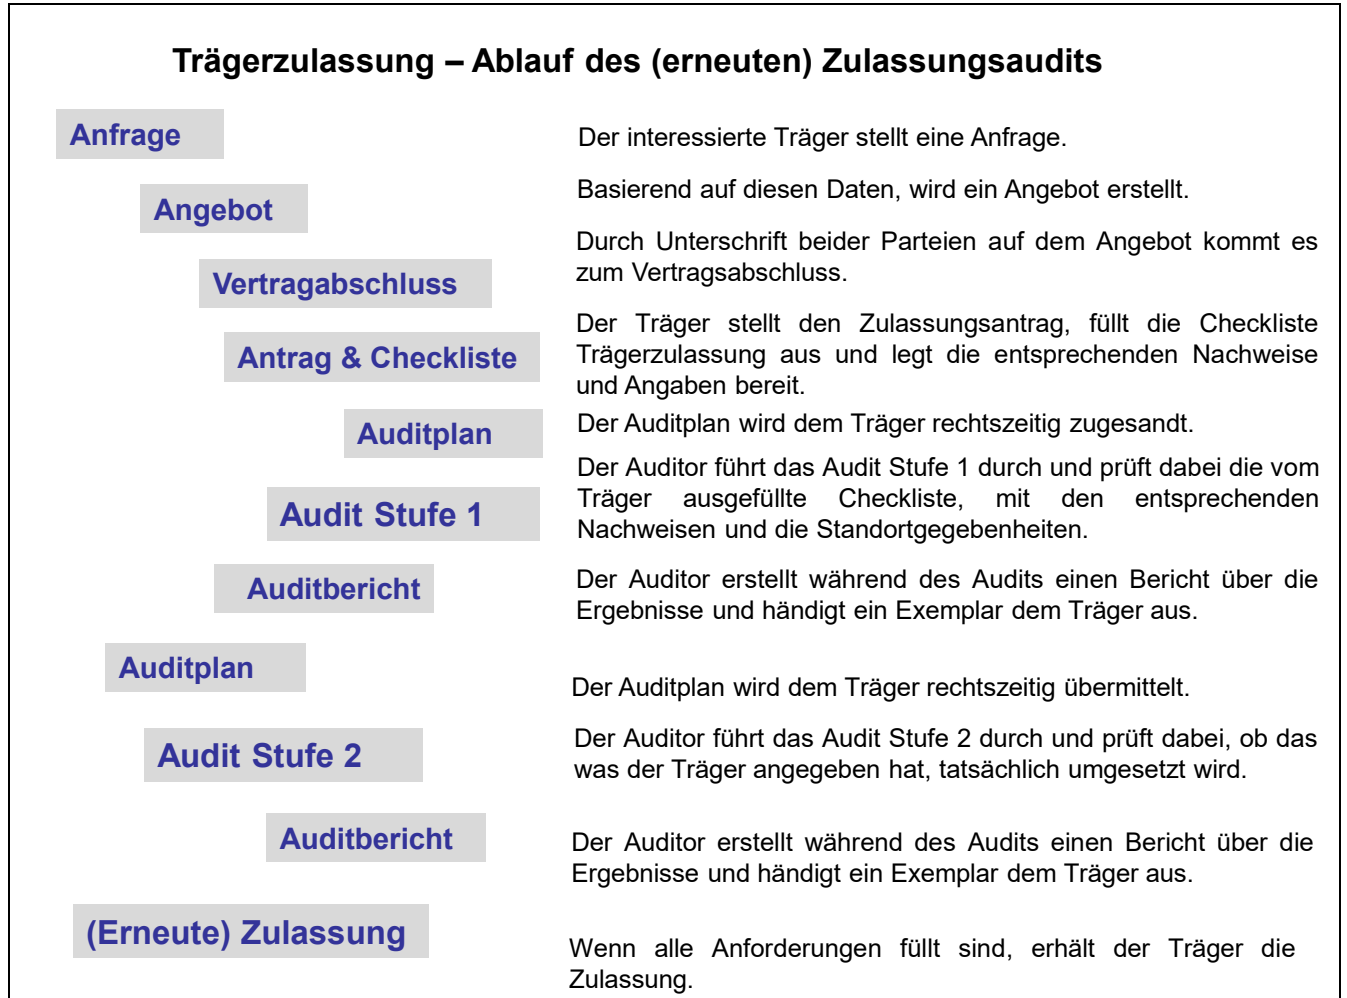 Trägerzulassung – Ablauf des (erneuten) Zulassungsaudits
Anfrage
Der interessierte Träger stellt eine Anfrage.
Angebot
Basierend auf diesen Daten, wird ein Angebot erstellt.
Vertragabschluss
Durch Unterschrift beider Parteien auf dem Angebot kommt es
zum Vertragsabschluss.
Antrag & Checkliste
Der Träger stellt den Zulassungsantrag, füllt die Checkliste
Trägerzulassung aus und legt die entsprechenden Nachweise
und Angaben bereit.
Auditplan
Der Auditplan wird dem Träger rechtszeitig zugesandt.
Audit Stufe 1
Der Auditor führt das Audit Stufe 1 durch und prüft dabei die vom
Träger ausgefüllte Checkliste, mit den entsprechenden
Nachweisen und die Standortgegebenheiten.
Auditbericht
Der Auditor erstellt während des Audits einen Bericht über die
Ergebnisse und händigt ein Exemplar dem Träger aus.
Auditplan
Der Auditplan wird dem Träger rechtszeitig übermittelt.
Audit Stufe 2
Der Auditor führt das Audit Stufe 2 durch und prüft dabei, ob das
was der Träger angegeben hat, tatsächlich umgesetzt wird.
Auditbericht
Der Auditor erstellt während des Audits einen Bericht über die
Ergebnisse und händigt ein Exemplar dem Träger aus.
(Erneute) Zulassung
Wenn alle Anforderungen füllt sind, erhält der Träger die
Zulassung.